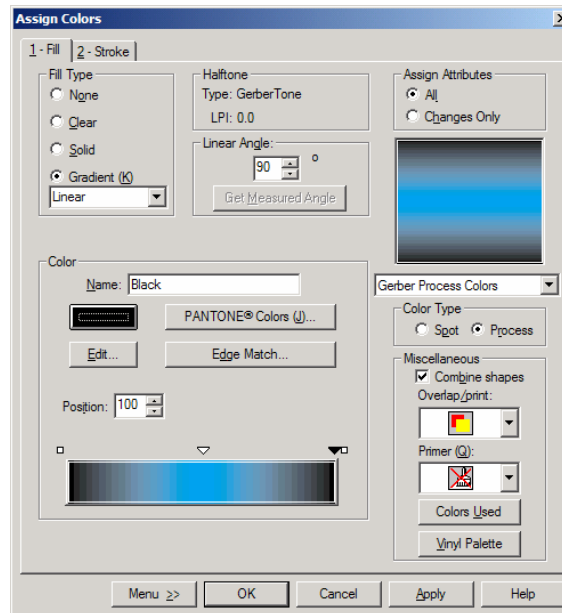 Assign Colors
1 - Fill
2 - Stroke
Fill Type
None
Clear
Solid
Gradient (K)
Linear
Halftone
Type: GerberTone
LPI: 0.0
Linear Angle:
90 °
Get Measured Angle
Assign Attributes
All
Changes Only
Color
Name: Black
PANTONE® Colors (J)...
Edit...
Edge Match...
Position: 100
Gerber Process Colors
Color Type
Spot
Process
Miscellaneous
Combine shapes
Overlap/print:
Primer (Q):
Colors Used
Vinyl Palette
Menu >>
OK
Cancel
Apply
Help